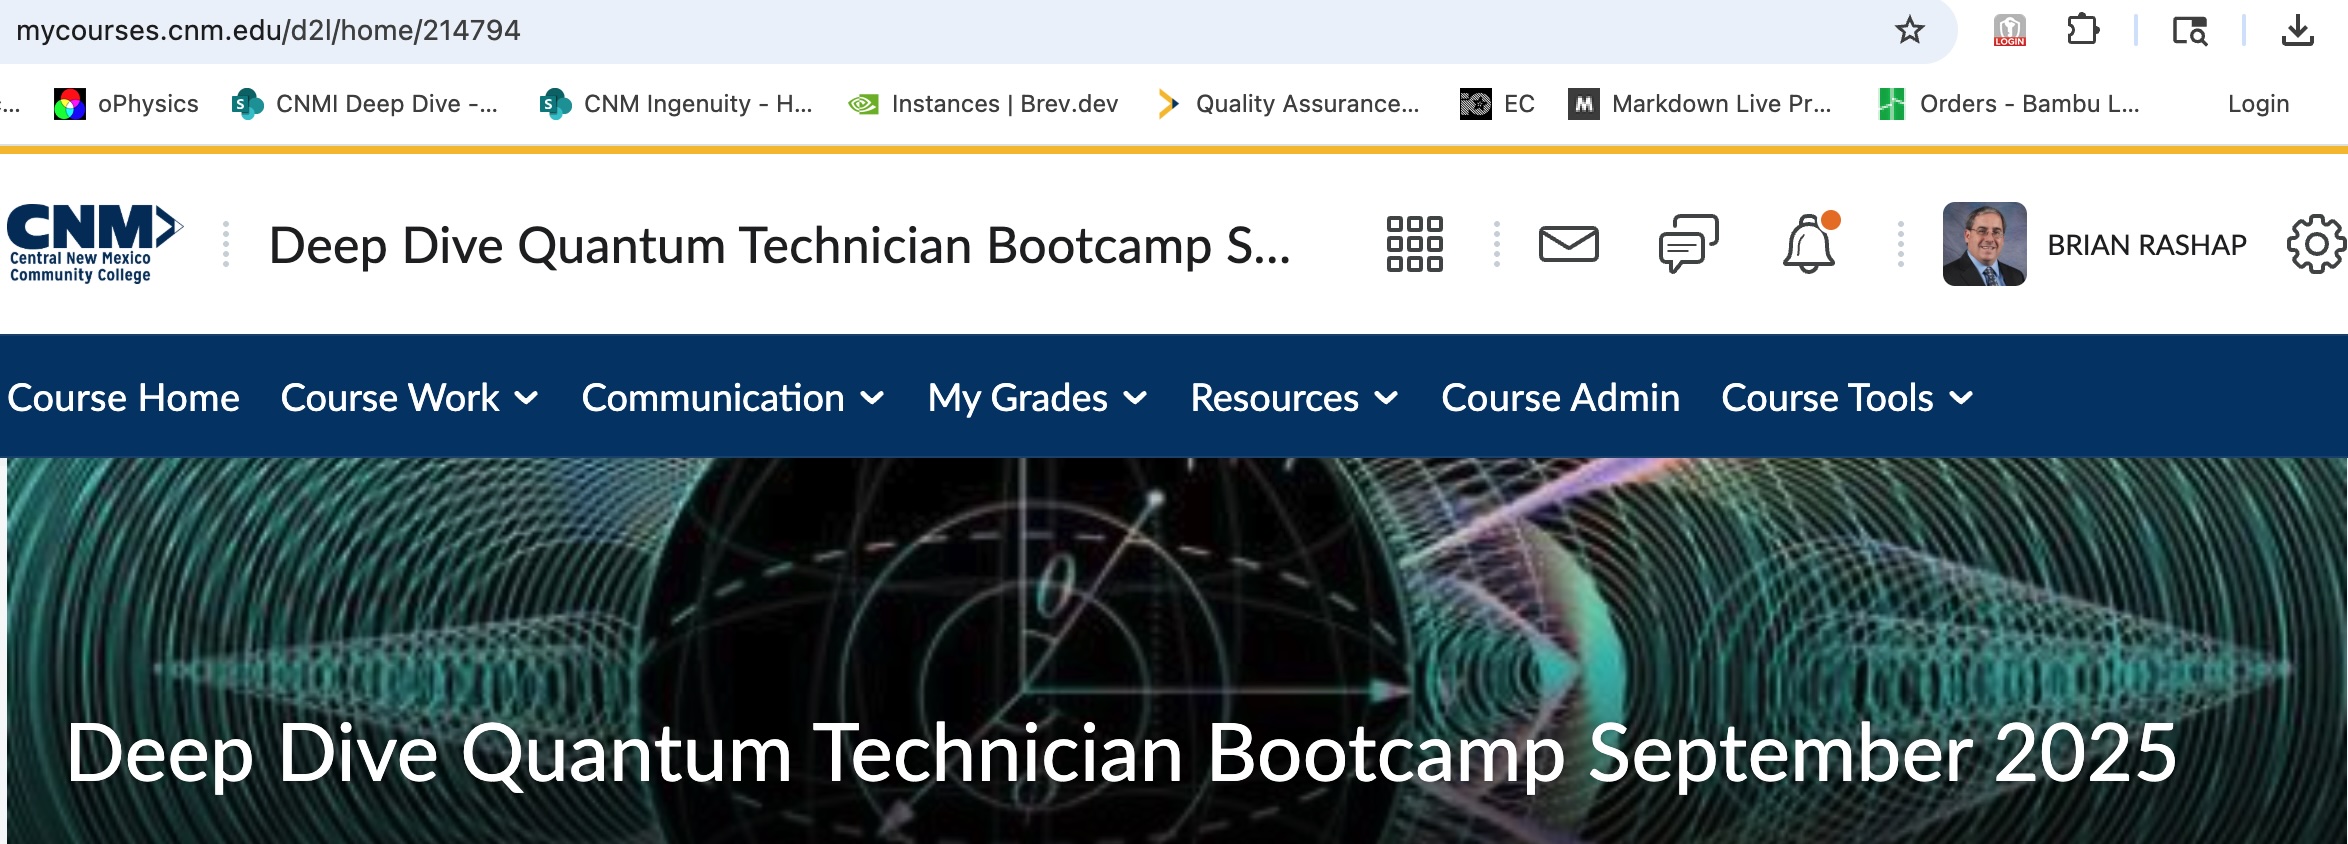 mycourses.cnm.edu/d2l/home/214794
LOGIN
... oPhysics CNMI Deep Dive -... CNM Ingenuity - H... Instances | Brev.dev Quality Assurance... EC Markdown Live Pr... Orders - Bambu L... Login
CNM
Central New Mexico
Community College
Deep Dive Quantum Technician Bootcamp S...
BRIAN RASHAP
Course Home Course Work Communication My Grades Resources Course Admin Course Tools
θ
Deep Dive Quantum Technician Bootcamp September 2025